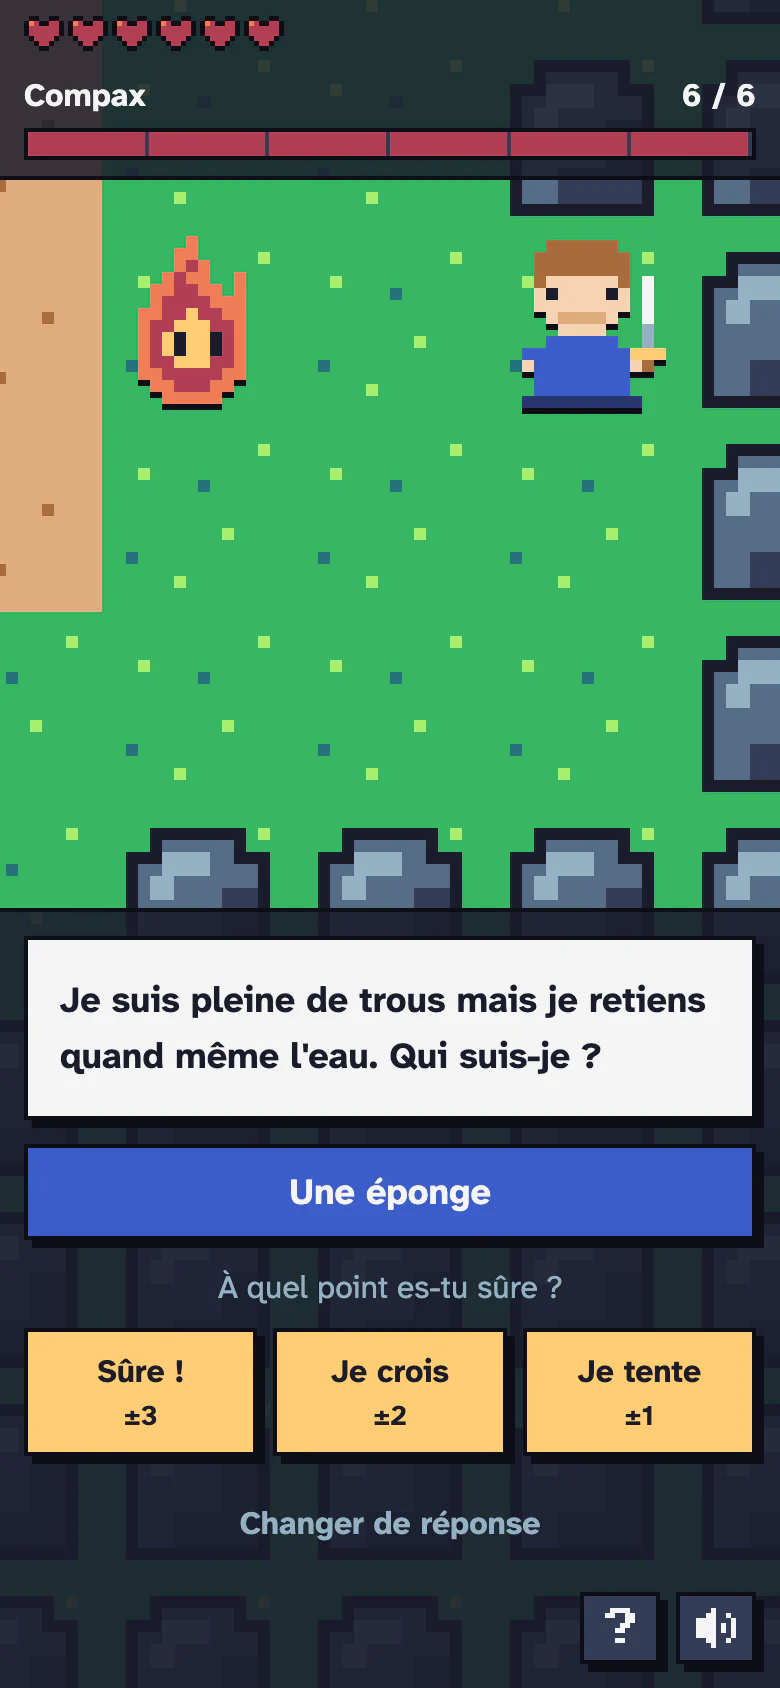 Compax
6 / 6
Je suis pleine de trous mais je retiens
quand même l'eau. Qui suis-je ?
Une éponge
À quel point es-tu sûre ?
Sûre !
±3
Je crois
±2
Je tente
±1
Changer de réponse
?